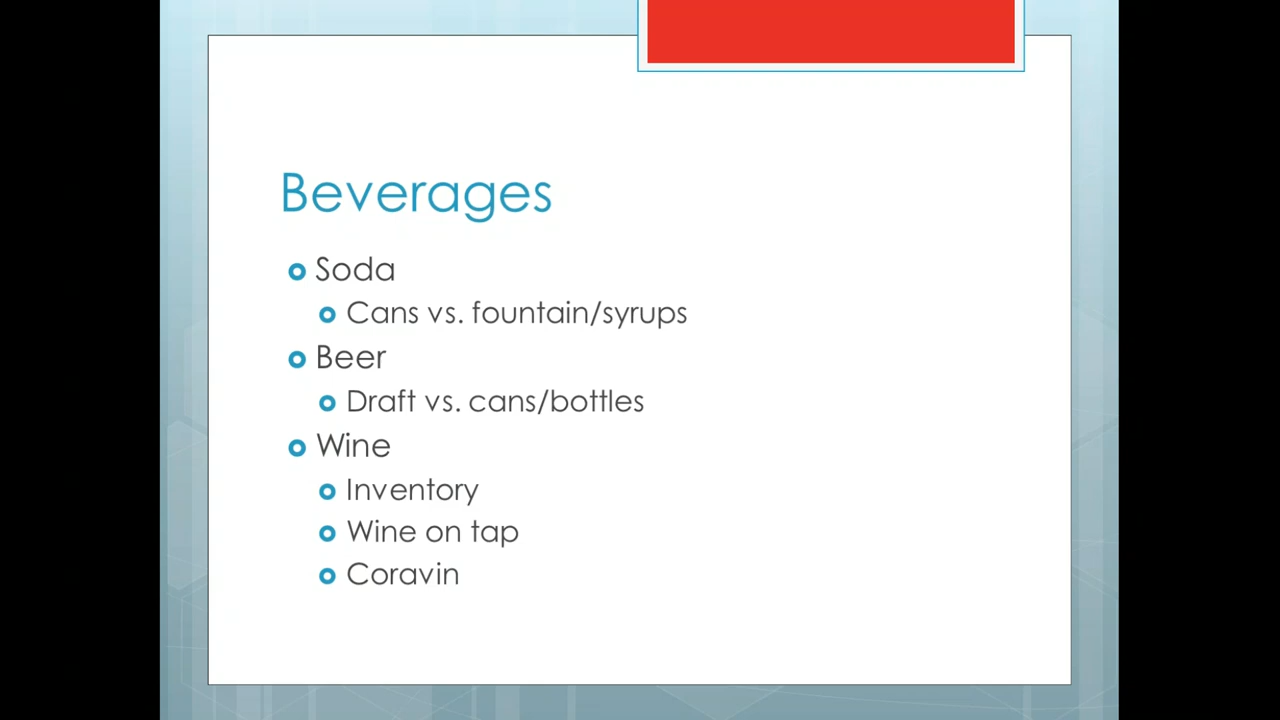 Beverages
Soda
Cans vs. fountain/syrups
Beer
Draft vs. cans/bottles
Wine
Inventory
Wine on tap
Coravin